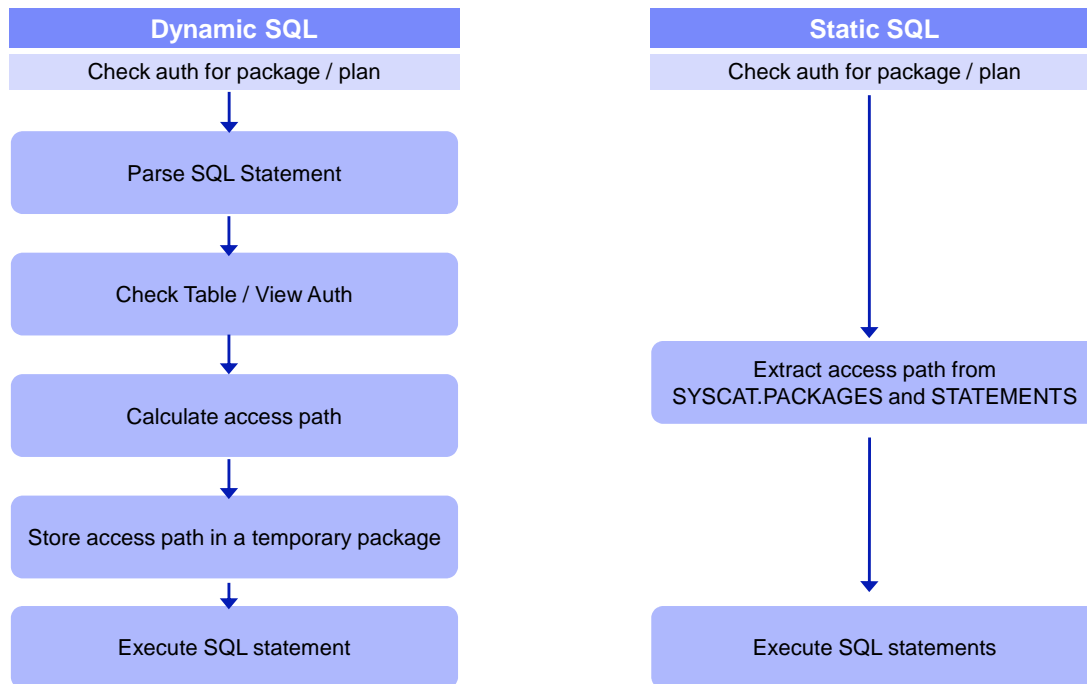 Dynamic SQL
Check auth for package / plan
Parse SQL Statement
Check Table / View Auth
Calculate access path
Store access path in a temporary package
Execute SQL statement
Static SQL
Check auth for package / plan
Extract access path from
SYSCAT.PACKAGES and STATEMENTS
Execute SQL statements